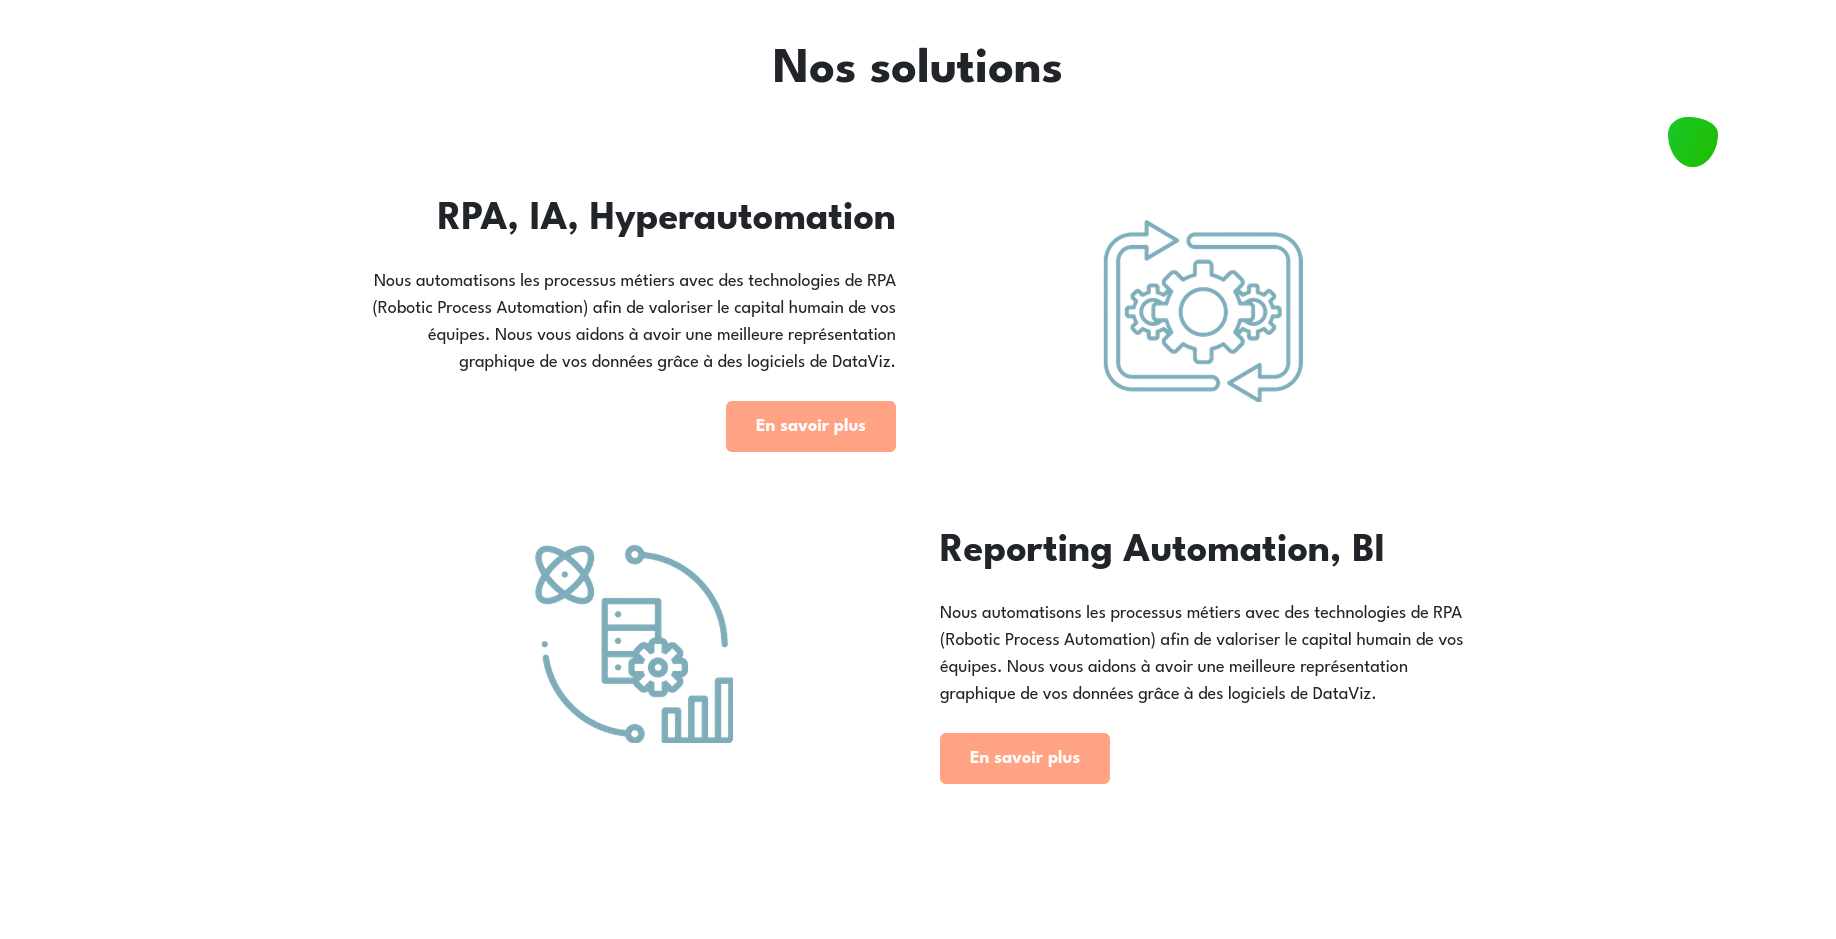 Nos solutions
RPA, IA, Hyperautomation
Nous automatisons les processus métiers avec des technologies de RPA
(Robotic Process Automation) afin de valoriser le capital humain de vos
équipes. Nous vous aidons à avoir une meilleure représentation
graphique de vos données grâce à des logiciels de DataViz.
En savoir plus
Reporting Automation, BI
Nous automatisons les processus métiers avec des technologies de RPA
(Robotic Process Automation) afin de valoriser le capital humain de vos
équipes. Nous vous aidons à avoir une meilleure représentation
graphique de vos données grâce à des logiciels de DataViz.
En savoir plus